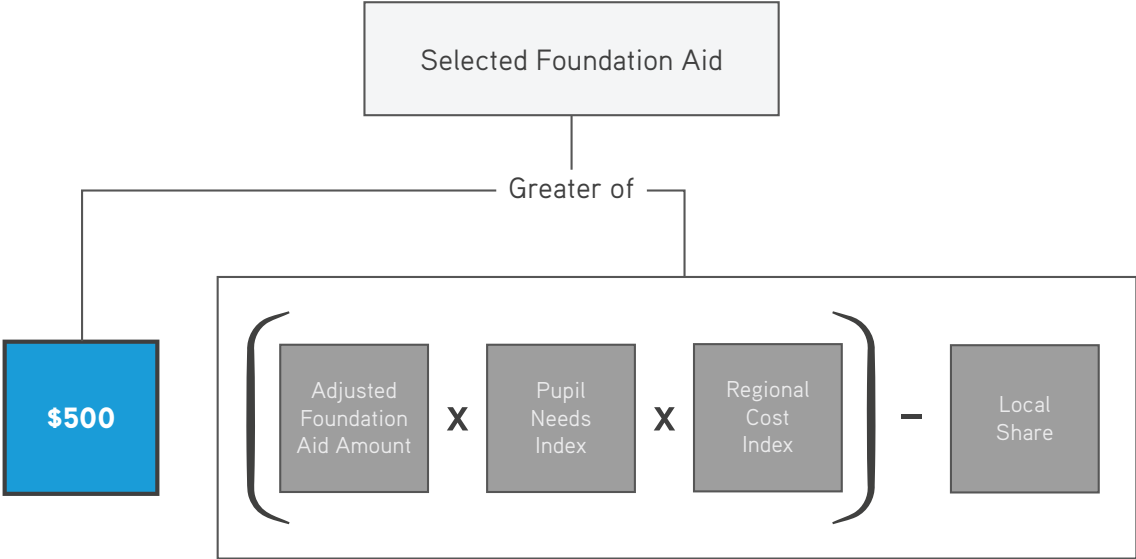 Selected Foundation Aid
Greater of
$500
Adjusted
Foundation
Aid Amount
X
Pupil
Needs
Index
X
Regional
Cost
Index
–
Local
Share